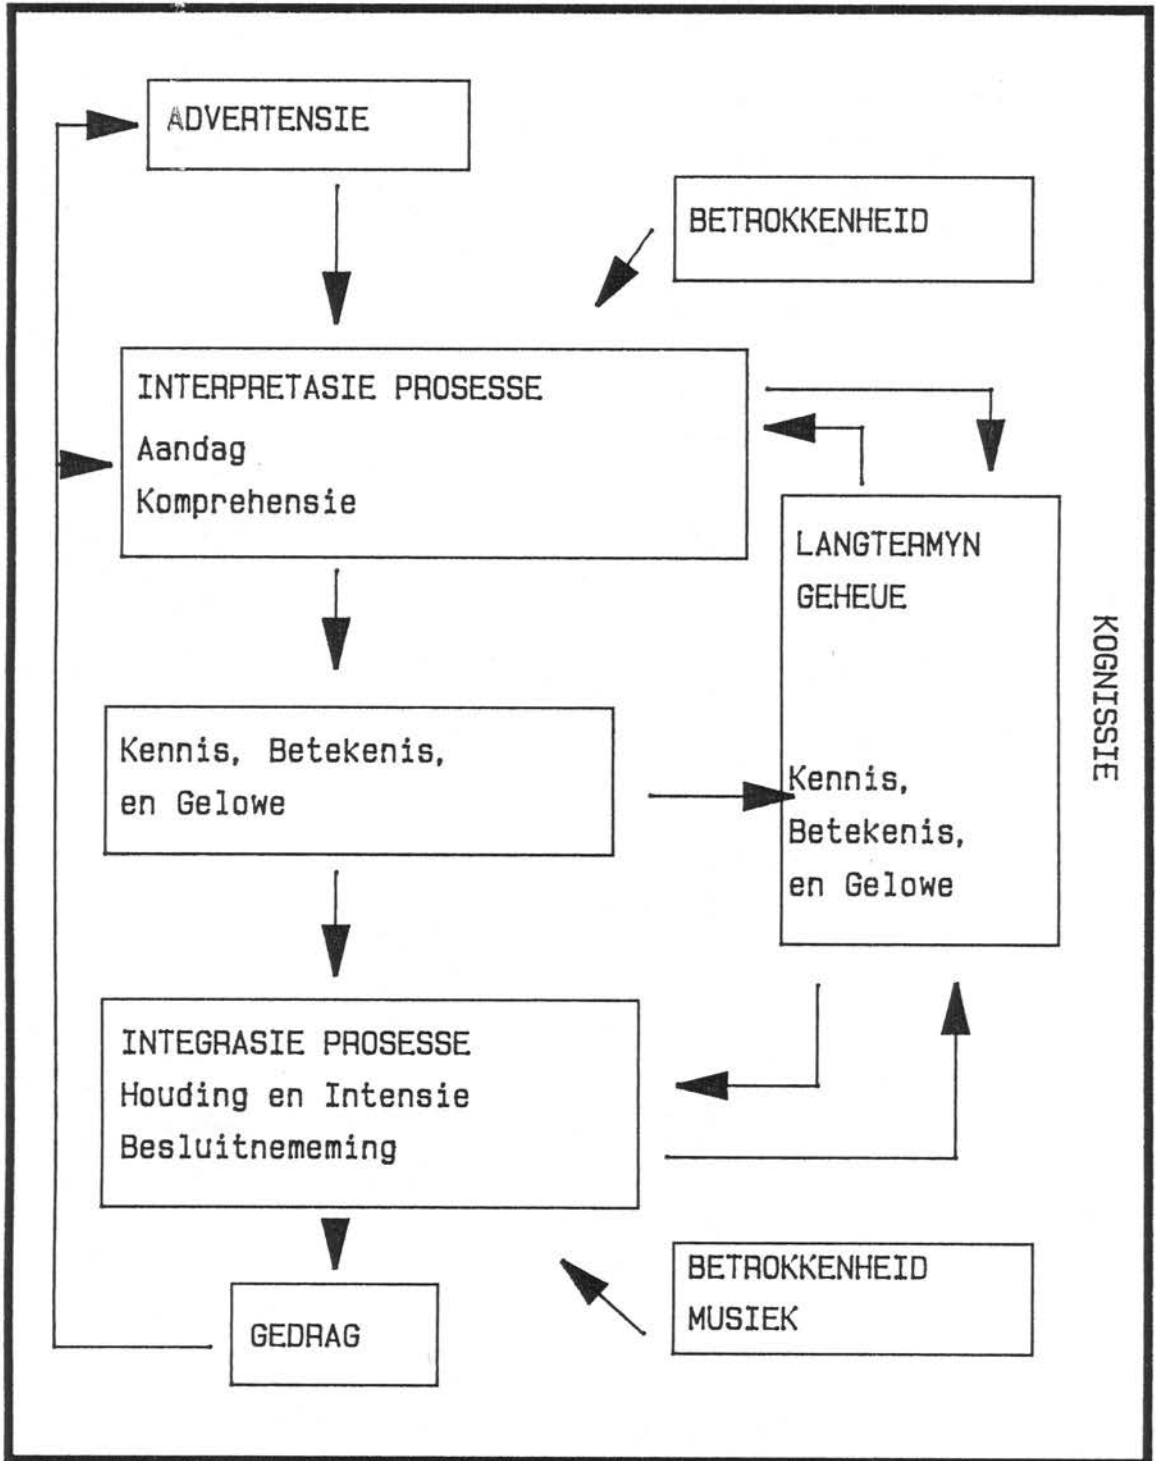 ADVERTENSIE
BETROKKENHEID
INTERPRETASIE PROSESSE
Aandag
Komprehensie
LANGTERMYN
GEHEUE
KOGNISSIE
Kennis, Betekenis,
en Gelowe
Kennis,
Betekenis,
en Gelowe
INTEGRASIE PROSESSE
Houding en Intensie
Besluitnememing
BETROKKENHEID
MUSIEK
GEDRAG